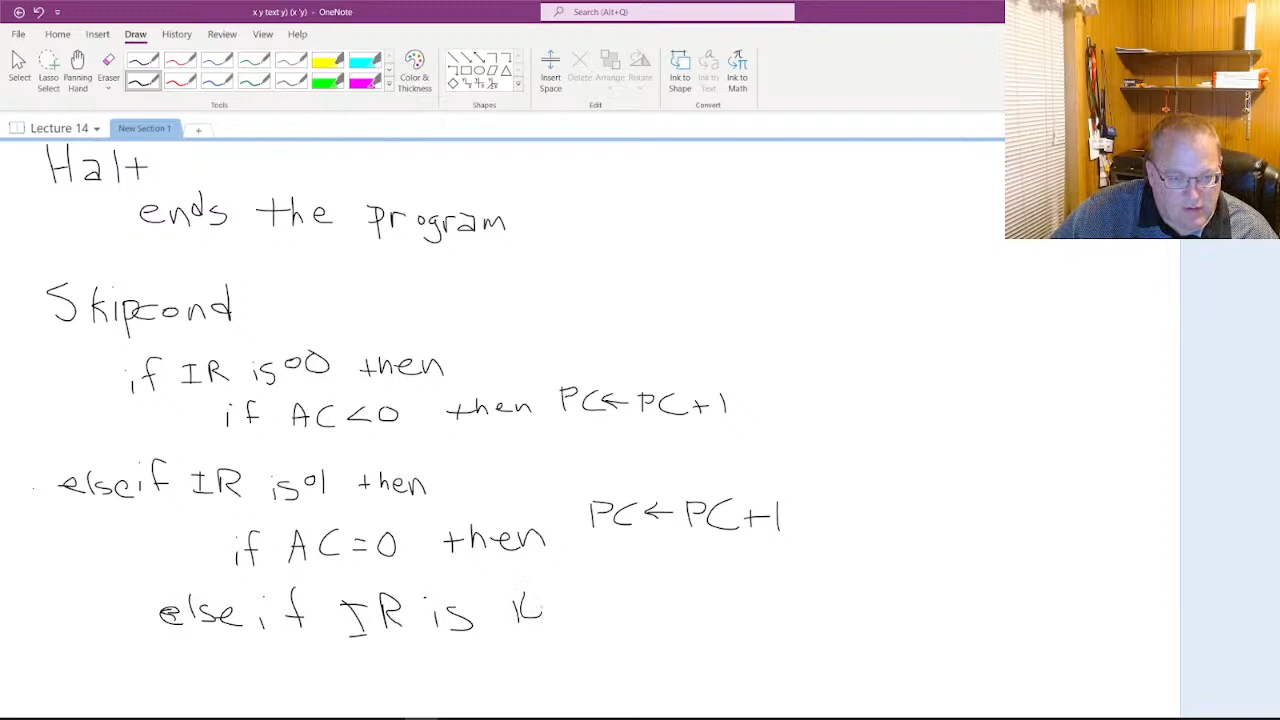 x y text y) (x 'y) - OneNote
Search (Alt+Q)
File Home Insert Draw History Review View Help
Select Lasso Select Panning Hand Eraser Color & Thickness Insert Space Delete Arrange Rotate Ink to Shape Ink to Text Ink to Math
Tools Shapes Edit Convert
Lecture 14 New Section 1 +
Halt
ends the program
Skipcond
if IR is 00 then
if AC<0 then PC←PC+1
elseif IR is 01 then
if AC=0 then PC←PC+1
elseif IR is